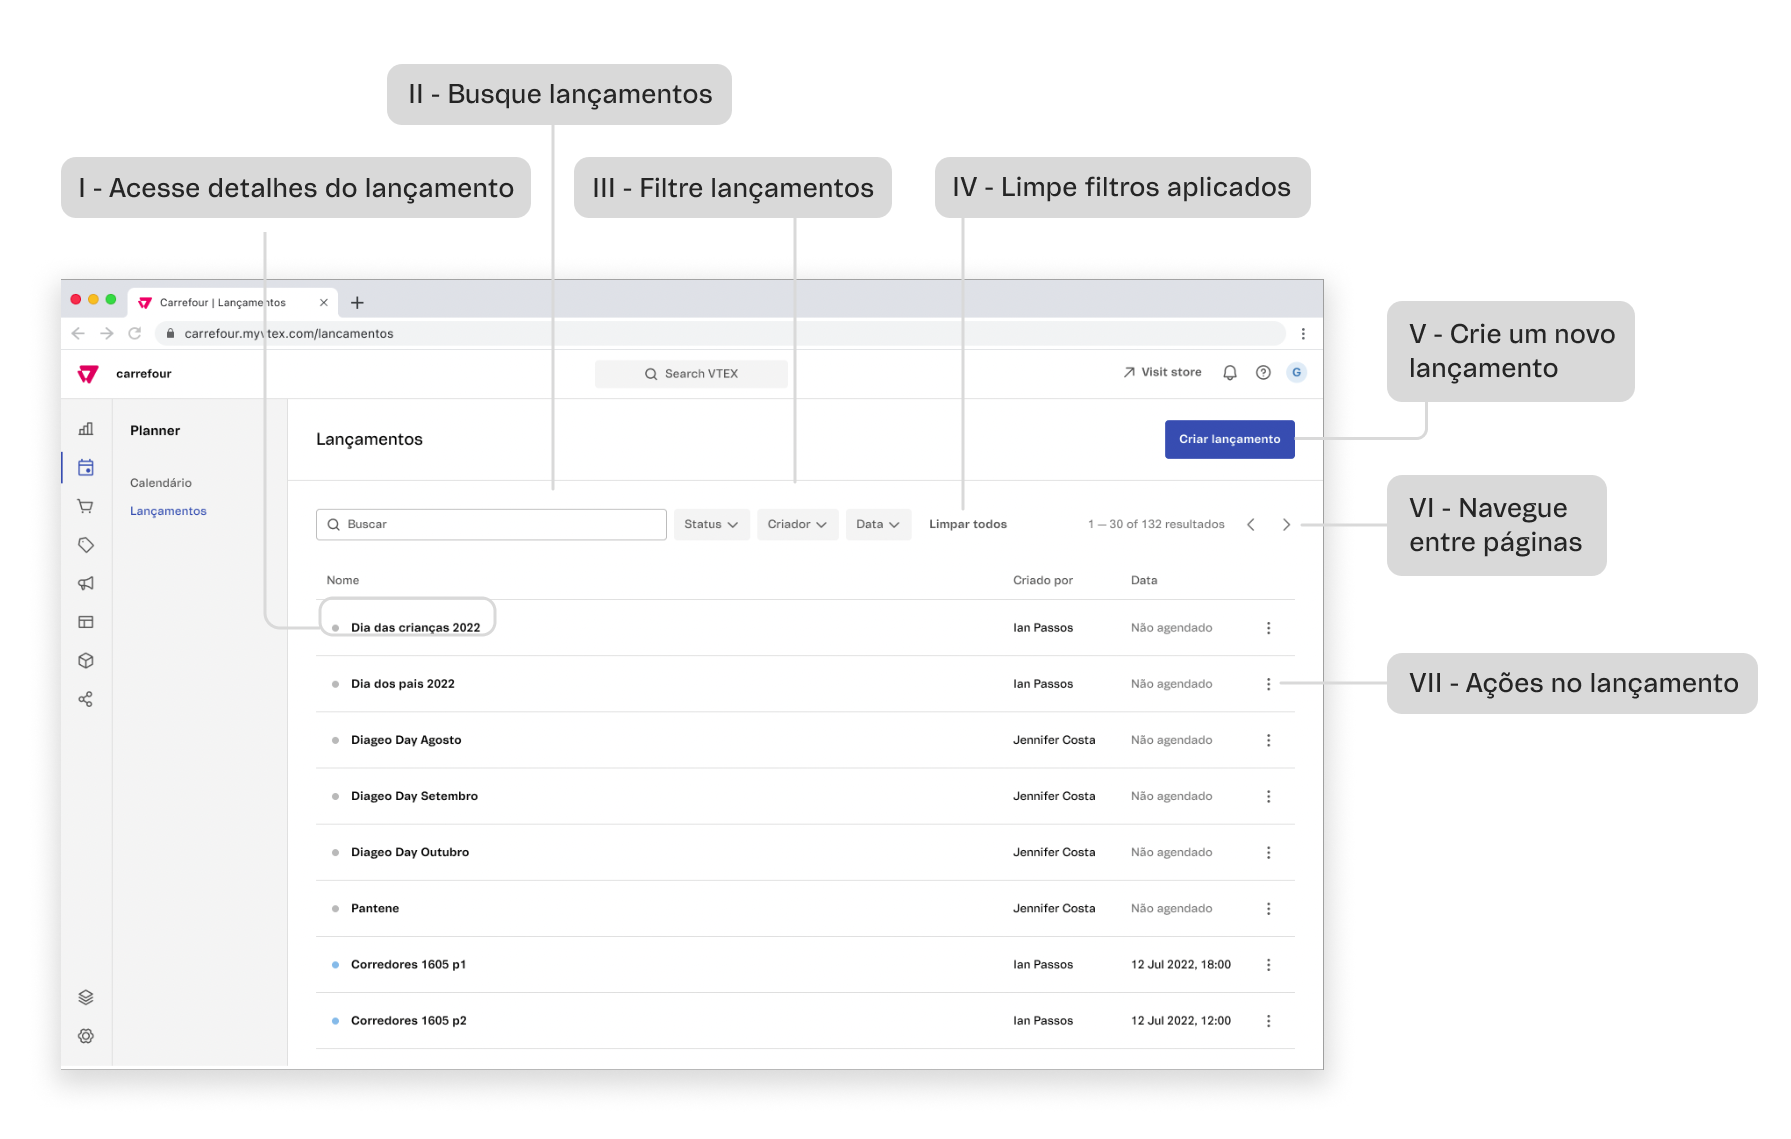 II - Busque lançamentos
I - Acesse detalhes do lançamento
III - Filtre lançamentos
IV - Limpe filtros aplicados
Carrefour | Lançamentos
carrefour.myvtex.com/lancamentos
carrefour
Search VTEX
Visit store
G
V - Crie um novo
lançamento
Planner
Calendário
Lançamentos
Lançamentos
Criar lançamento
Buscar
Status
Criador
Data
Limpar todos
1 — 30 of 132 resultados
VI - Navegue
entre páginas
Nome Criado por Data
Dia das crianças 2022 Ian Passos Não agendado
Dia dos pais 2022 Ian Passos Não agendado
VII - Ações no lançamento
Diageo Day Agosto Jennifer Costa Não agendado
Diageo Day Setembro Jennifer Costa Não agendado
Diageo Day Outubro Jennifer Costa Não agendado
Pantene Jennifer Costa Não agendado
Corredores 1605 p1 Ian Passos 12 Jul 2022, 18:00
Corredores 1605 p2 Ian Passos 12 Jul 2022, 12:00